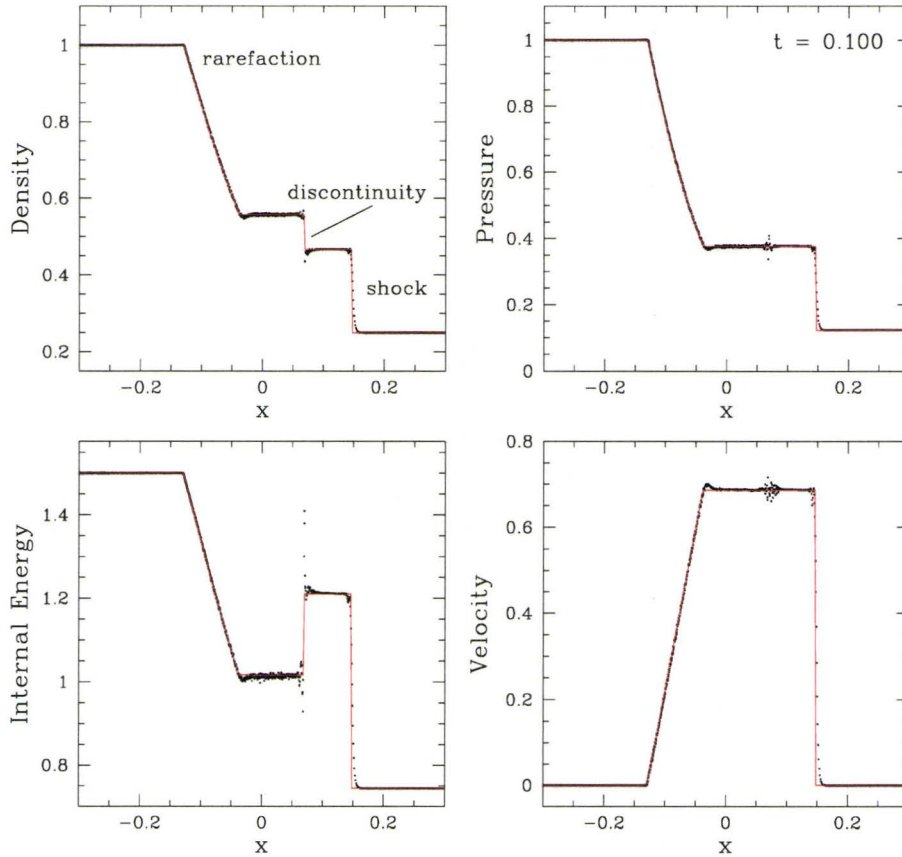 1
0.8
0.6
0.4
0.2
Density
rarefaction
discontinuity
shock
−0.2
0
0.2
x
1
0.8
0.6
0.4
0.2
0
Pressure
t = 0.100
−0.2
0
0.2
x
1.4
1.2
1
0.8
Internal Energy
−0.2
0
0.2
x
0.8
0.6
0.4
0.2
0
Velocity
−0.2
0
0.2
x